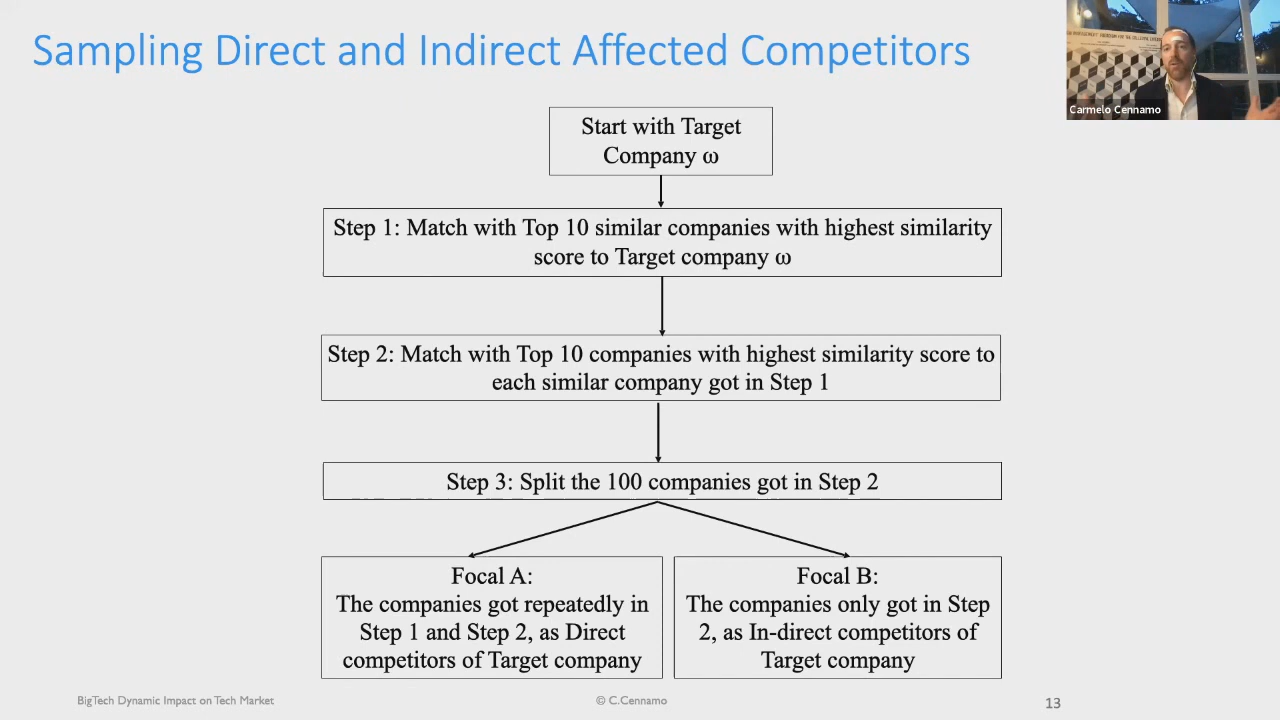 Sampling Direct and Indirect Affected Competitors
Carmelo Cennamo
Start with Target
Company ω
Step 1: Match with Top 10 similar companies with highest similarity
score to Target company ω
Step 2: Match with Top 10 companies with highest similarity score to
each similar company got in Step 1
Step 3: Split the 100 companies got in Step 2
Focal A:
The companies got repeatedly in
Step 1 and Step 2, as Direct
competitors of Target company
Focal B:
The companies only got in Step
2, as In-direct competitors of
Target company
BigTech Dynamic Impact on Tech Market
© C.Cennamo
13